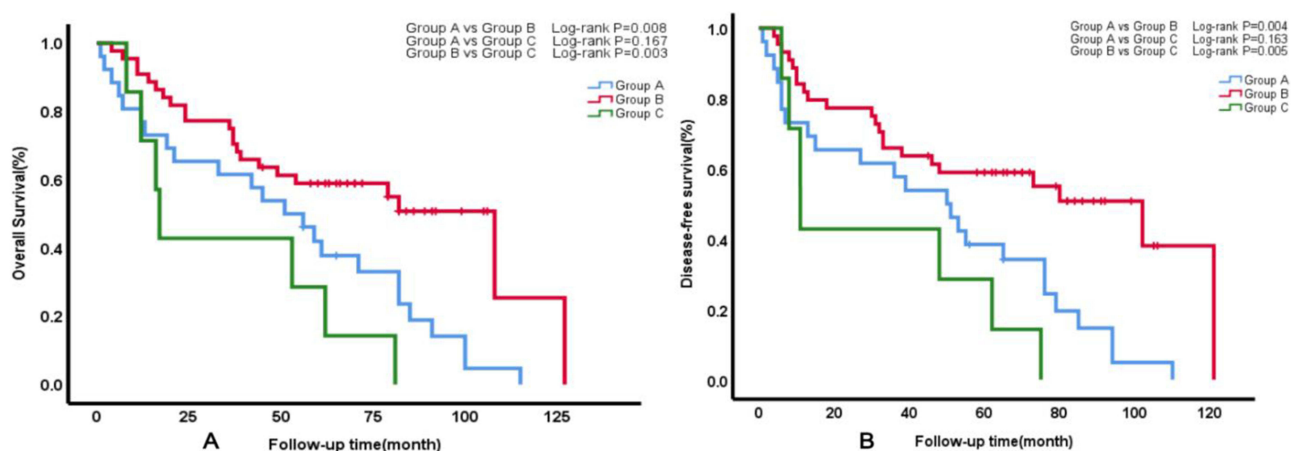 Group A vs Group B Log-rank P=0.008
Group A vs Group C Log-rank P=0.167
Group B vs Group C Log-rank P=0.003
Group A
Group B
Group C
Overall Survival(%)
1.0
0.8
0.6
0.4
0.2
0.0
0 25 50 75 100 125
A Follow-up time(month)
Group A vs Group B Log-rank P=0.004
Group A vs Group C Log-rank P=0.163
Group B vs Group C Log-rank P=0.005
Group A
Group B
Group C
Disease-free survival(%)
1.0
0.8
0.6
0.4
0.2
0.0
0 20 40 60 80 100 120
B Follow-up time(month)